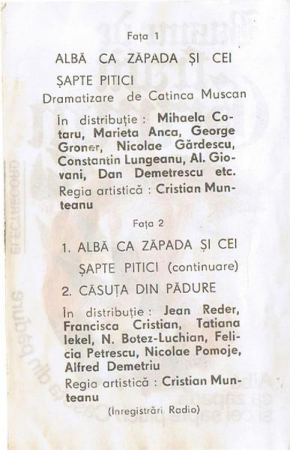 Fața 1
ALBĂ CA ZĂPADA ȘI CEI
ȘAPTE PITICI
Dramatizare de Catinca Muscan
În distribuție : Mihaela Co-
taru, Marieta Anca, George
Groner, Nicolae Gărdescu,
Constantin Lungeanu, Al. Gio-
vani, Dan Demetrescu etc.
Regia artistică : Cristian Mun-
teanu
Fața 2
1. ALBĂ CA ZĂPADA ȘI CEI
ȘAPTE PITICI (continuare)
2. CĂSUȚA DIN PĂDURE
În distribuție : Jean Reder,
Francisca Cristian, Tatiana
Iekel, N. Botez-Luchian, Feli-
cia Petrescu, Nicolae Pomoje,
Alfred Demetriu
Regia artistică : Cristian Mun-
teanu
(Înregistrări Radio)
ELECTRECORD